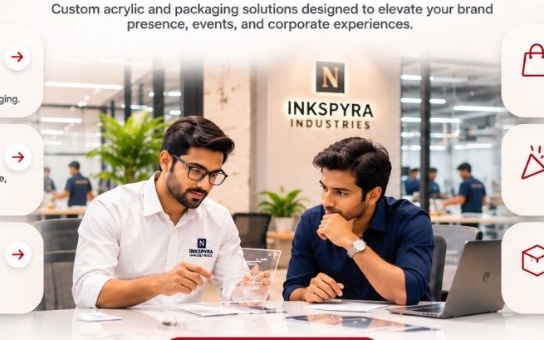 Custom acrylic and packaging solutions designed to elevate your brand
presence, events, and corporate experiences.
ging.
e,
N
INKSPYRA
INDUSTRIES
N
INKSPYRA
INDUSTRIES